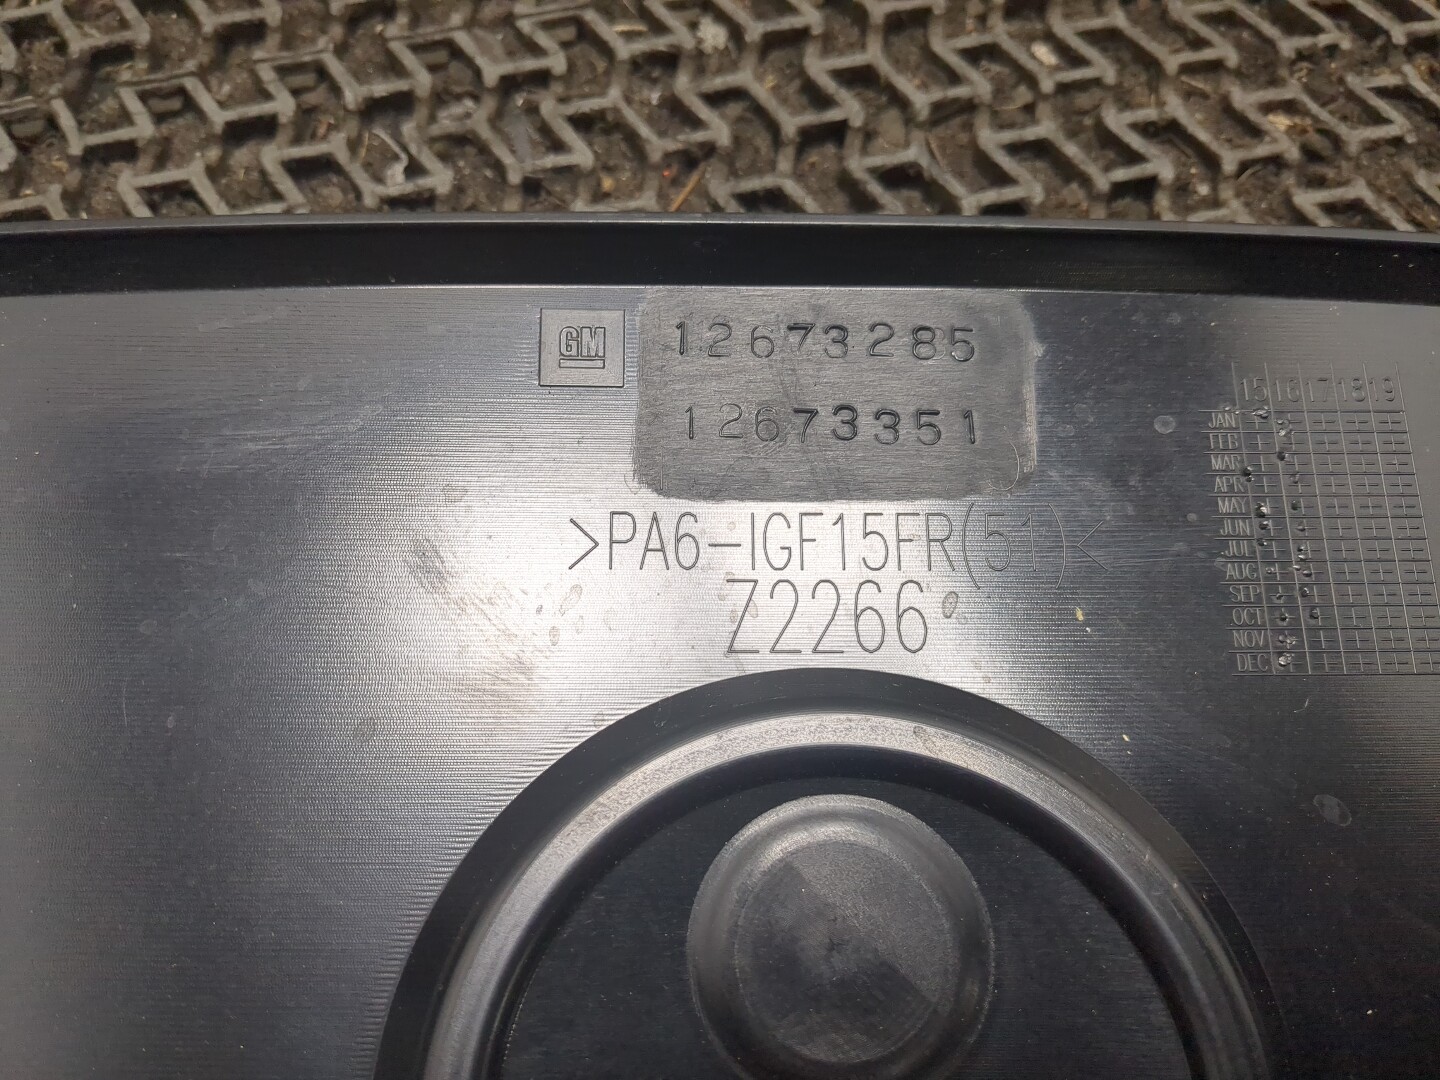 GM
12673285
12673351
>PA6-IGF15FR(51)<
Z2266
15 16 17 18 19
JAN
FEB
MAR
APR
MAY
JUN
JUL
AUG
SEP
OCT
NOV
DEC